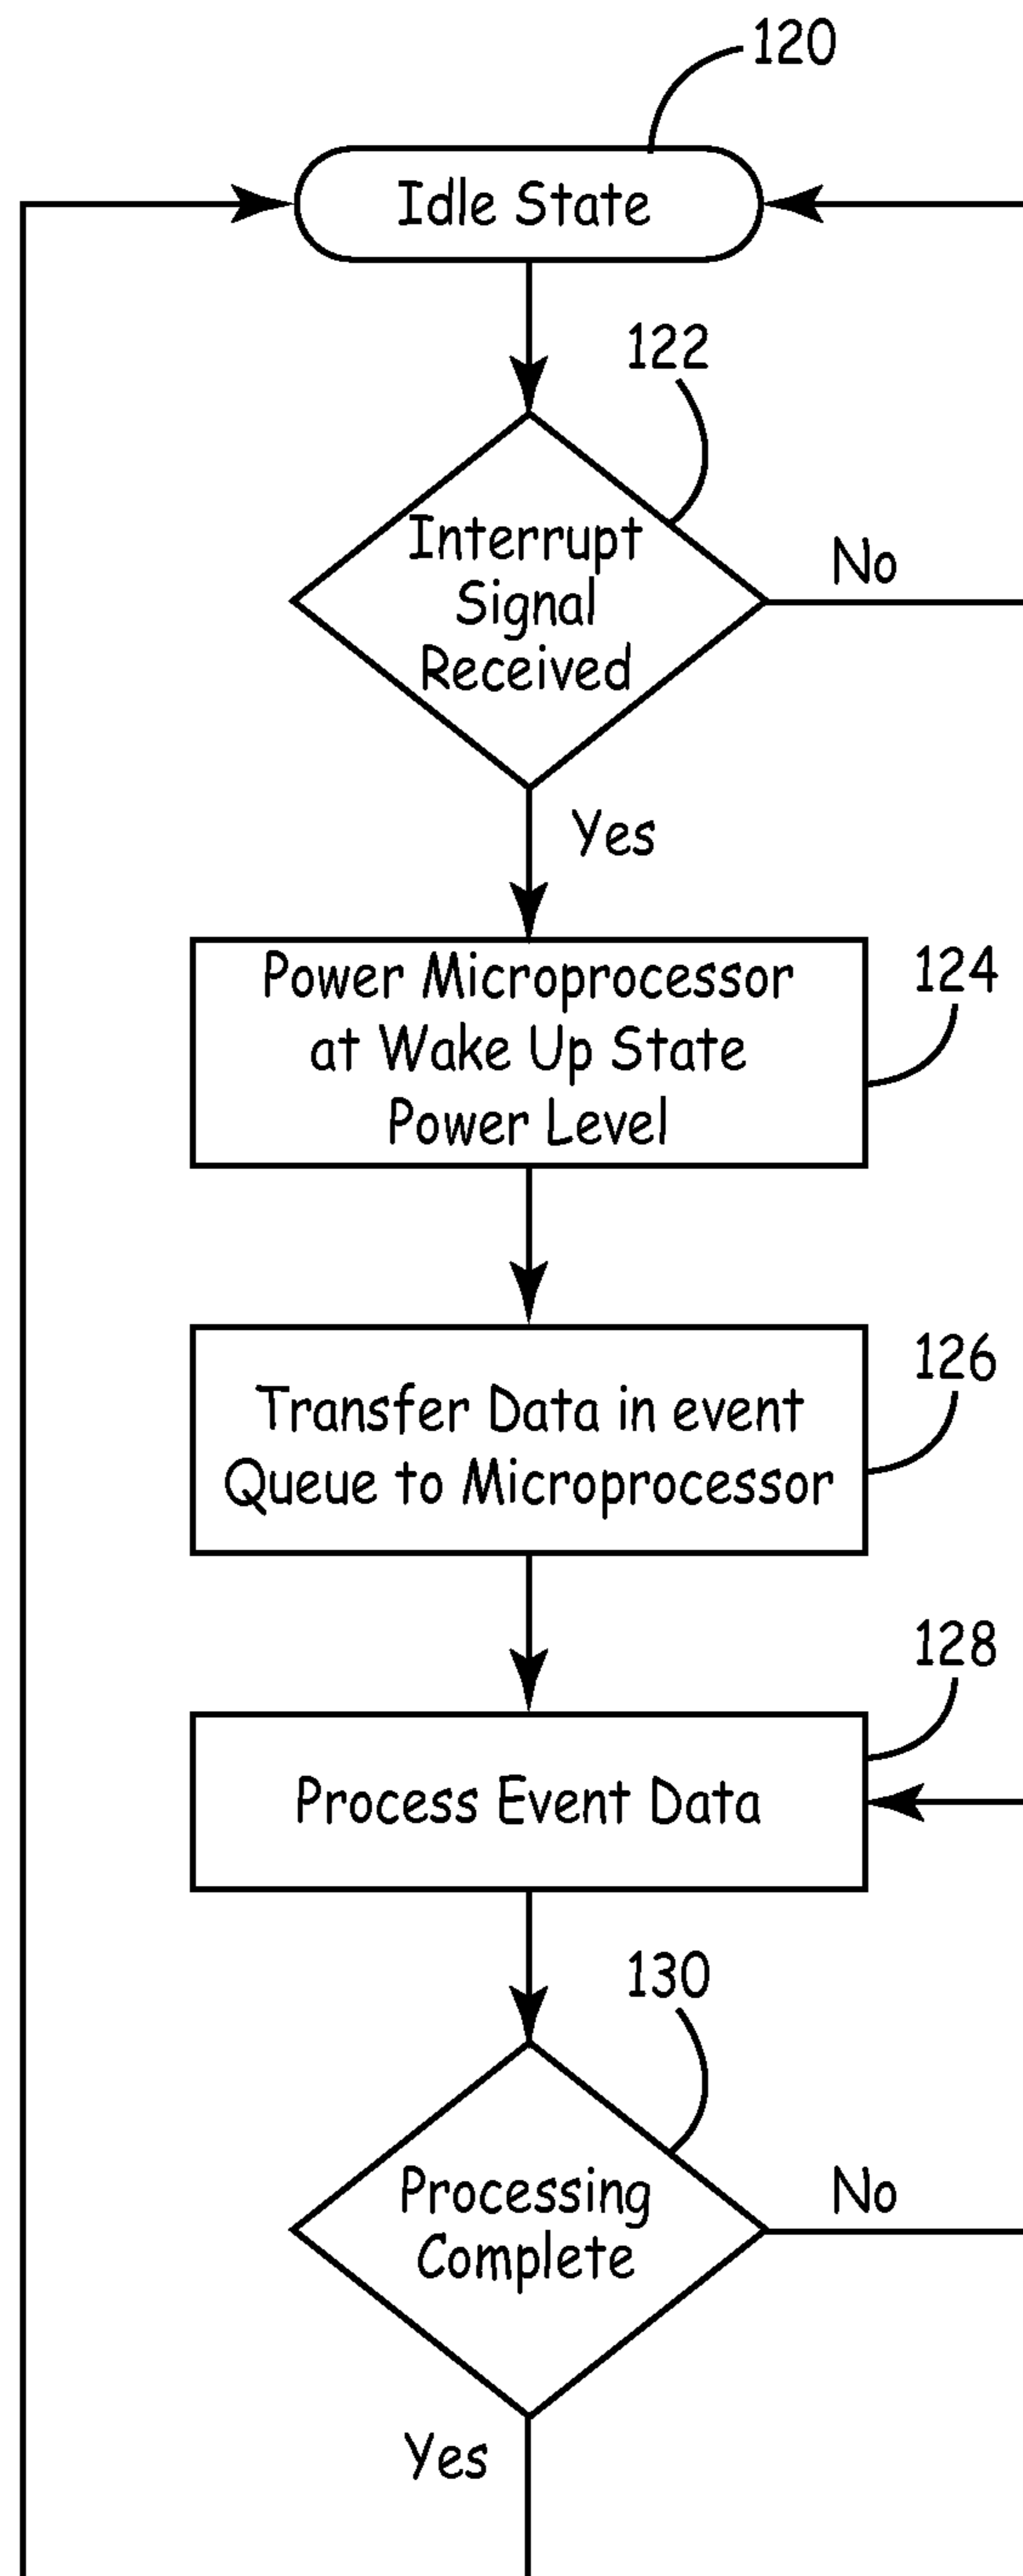 120
Idle State
122
Interrupt
Signal
Received
No
Yes
Power Microprocessor
at Wake Up State
Power Level
124
Transfer Data in event
Queue to Microprocessor
126
128
Process Event Data
130
Processing
Complete
No
Yes